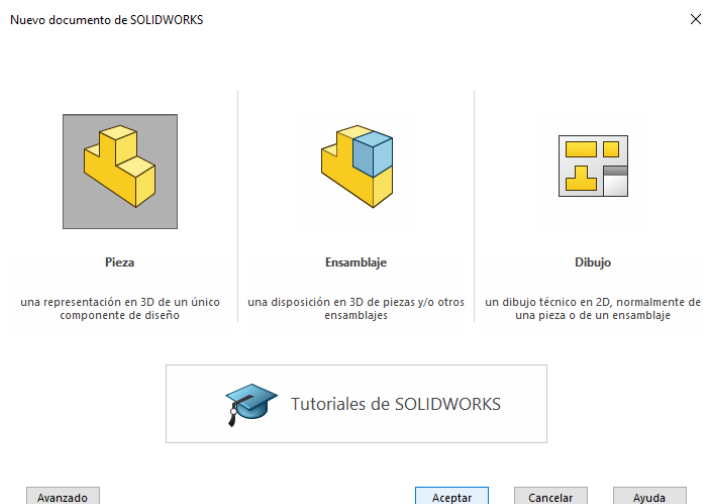 Nuevo documento de SOLIDWORKS
Pieza
una representación en 3D de un único
componente de diseño
Ensamblaje
una disposición en 3D de piezas y/o otros
ensamblajes
Dibujo
un dibujo técnico en 2D, normalmente de
una pieza o de un ensamblaje
Tutoriales de SOLIDWORKS
Avanzado
Aceptar
Cancelar
Ayuda